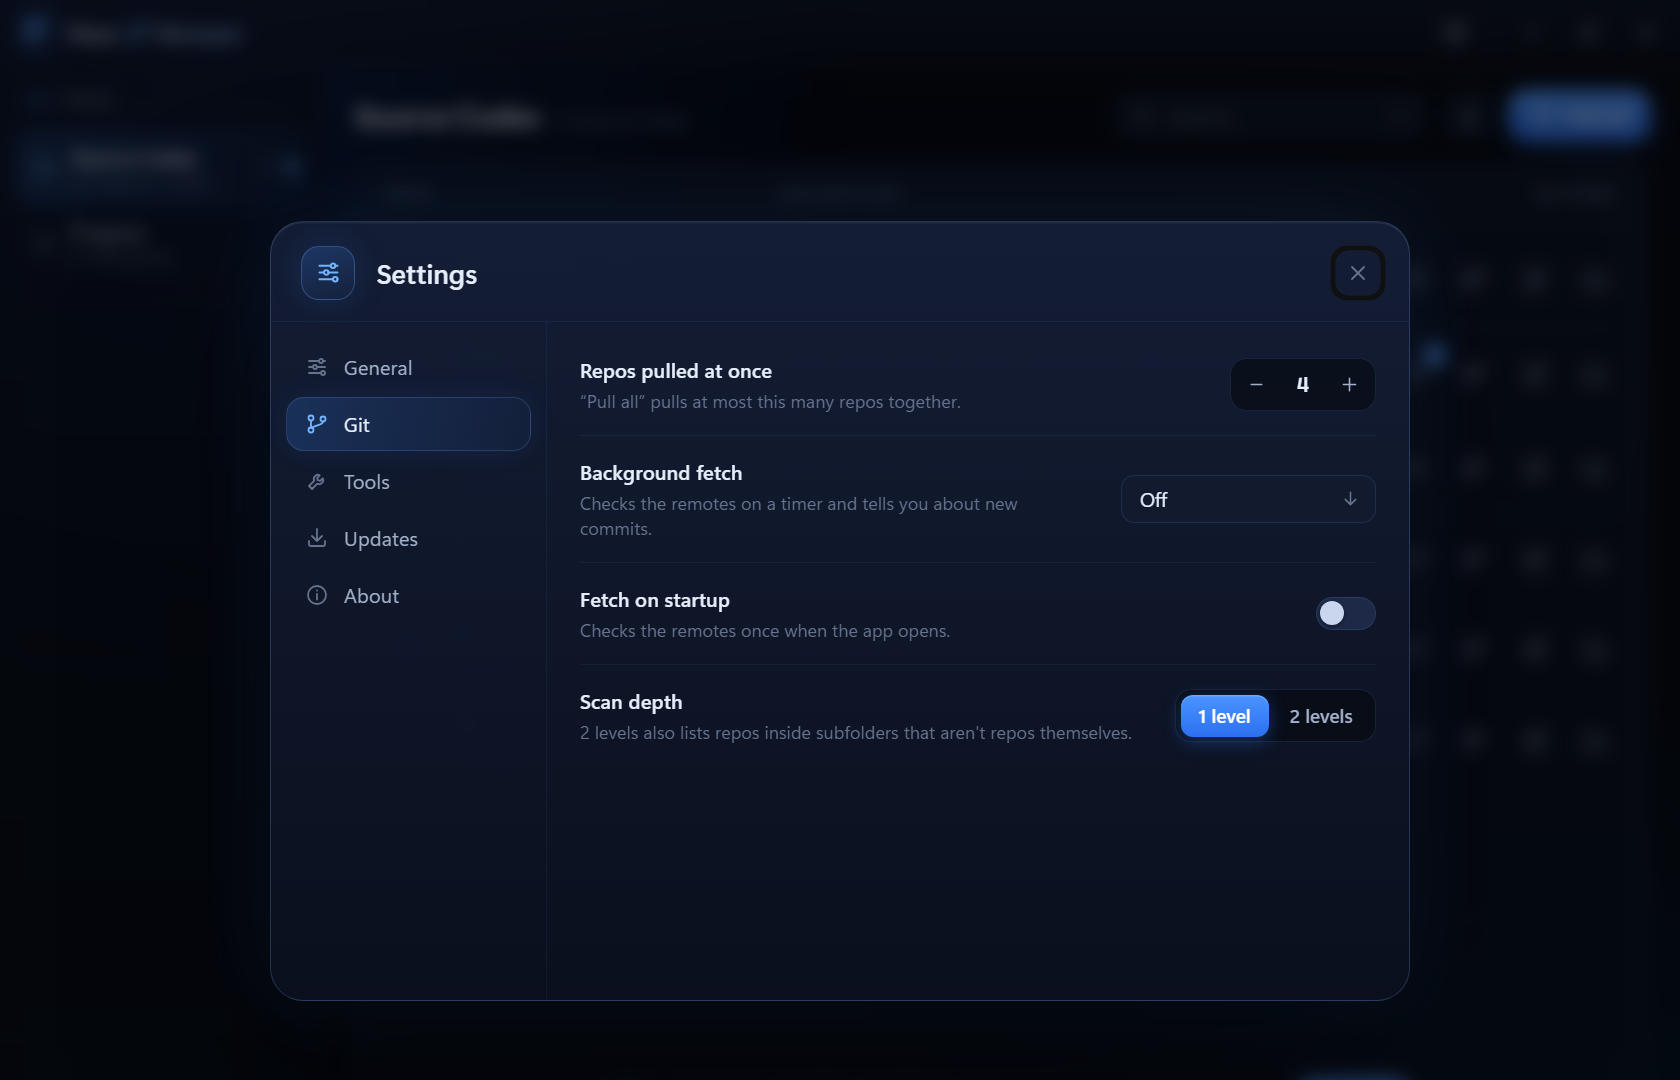 Source Codes
Settings
General
Git
Tools
Updates
About
Repos pulled at once
“Pull all” pulls at most this many repos together.
4
Background fetch
Checks the remotes on a timer and tells you about new
commits.
Off
Fetch on startup
Checks the remotes once when the app opens.
Scan depth
2 levels also lists repos inside subfolders that aren't repos themselves.
1 level
2 levels